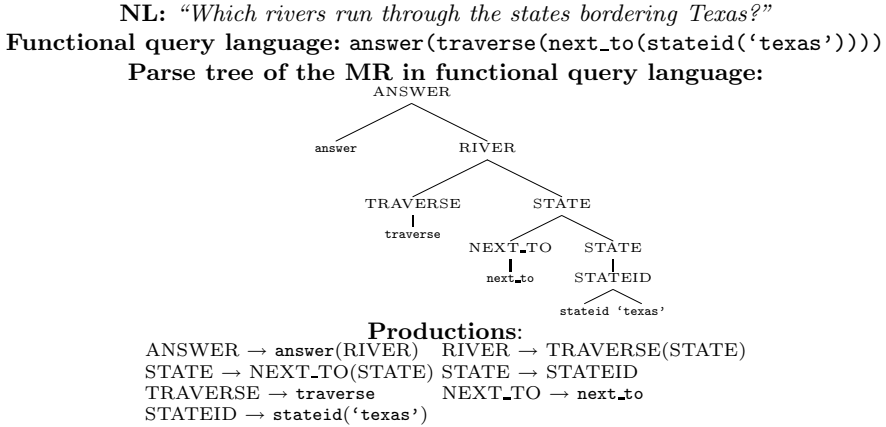 NL: “Which rivers run through the states bordering Texas?”
Functional query language: answer(traverse(next_to(stateid(‘texas’))))
Parse tree of the MR in functional query language:
ANSWER
answer RIVER
TRAVERSE STATE
traverse
NEXT_TO STATE
next_to STATEID
stateid ‘texas’
Productions:
ANSWER → answer(RIVER) RIVER → TRAVERSE(STATE)
STATE → NEXT_TO(STATE) STATE → STATEID
TRAVERSE → traverse NEXT_TO → next_to
STATEID → stateid(‘texas’)